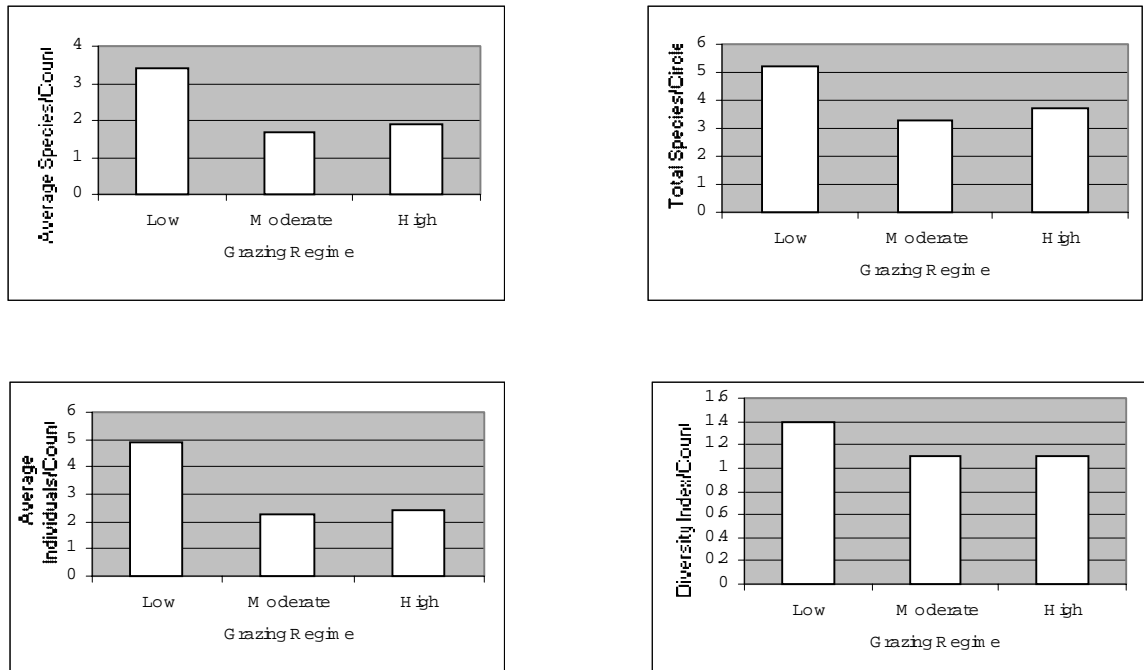 Average Species/Count
4
3
2
1
0
Low Moderate High
Grazing Regime
Total Species/Circle
6
5
4
3
2
1
0
Low Moderate High
Grazing Regime
Average
Individuals/Count
6
5
4
3
2
1
0
Low Moderate High
Grazing Regime
Diversity Index/Count
1.6
1.4
1.2
1
0.8
0.6
0.4
0.2
0
Low Moderate High
Grazing Regime